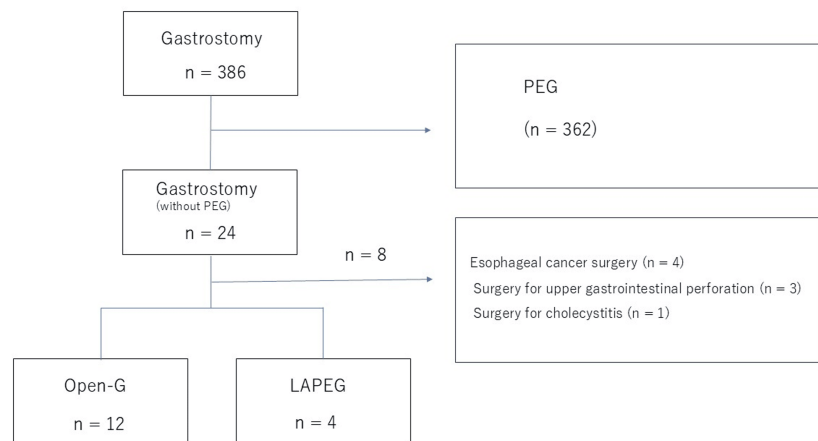 Gastrostomy
n = 386
PEG
(n = 362)
Gastrostomy
(without PEG)
n = 24
n = 8
Esophageal cancer surgery (n = 4)
Surgery for upper gastrointestinal perforation (n = 3)
Surgery for cholecystitis (n = 1)
Open-G
n = 12
LAPEG
n = 4